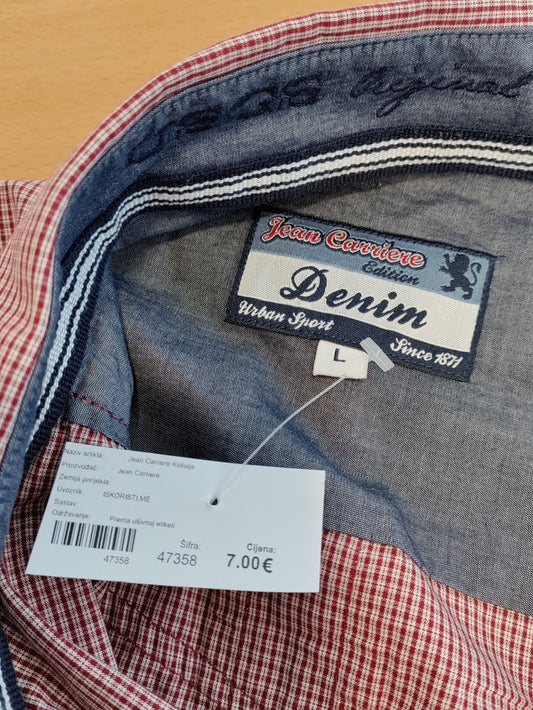 Original
Jean Carriere
Edition
Denim
Urban Sport
Since 1871
L
Naziv artikla: Jean Carriere Košulja
Proizvođač: Jean Carriere
Zemlja porijekla:
Uvoznik: ISKORISTI.ME
Sastav:
Održavanje: Prema ušivnoj etiketi
47358
Šifra:
47358
Cijena:
7.00€